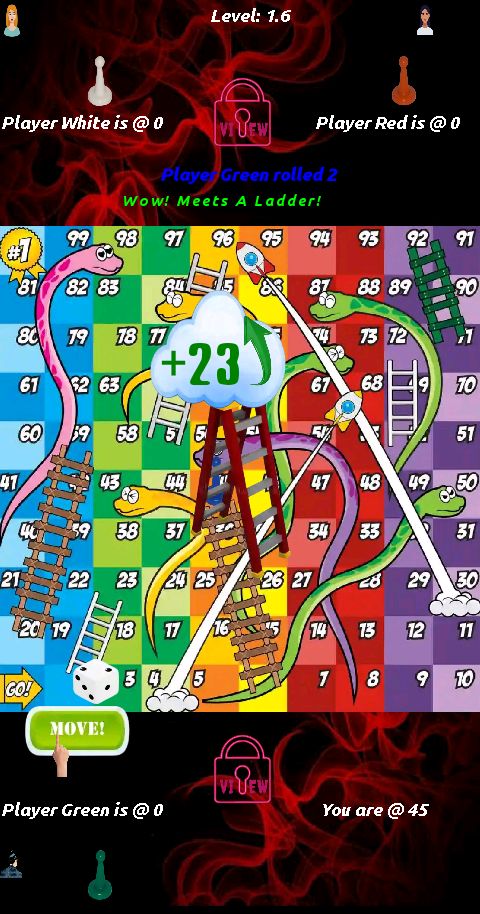 Level: 1.6
Player White is @ 0
VIEW
Player Red is @ 0
Player Green rolled 2
Wow! Meets A Ladder!
#1 99 98 97 96 95 94 93 92 91
81 82 83 84 86 87 88 89 90
80 79 78 77 74 73 72 71
61 62 63 67 68 69 70
+23
60 59 58 51
41 43 44 47 48 49 50
40 39 38 37 34 33
21 22 23 24 25 26 27 28 29 30
20 19 18 17 16 14 13 12 11
GO! 3 4 5 7 8 9 10
MOVE!
VIEW
Player Green is @ 0
You are @ 45